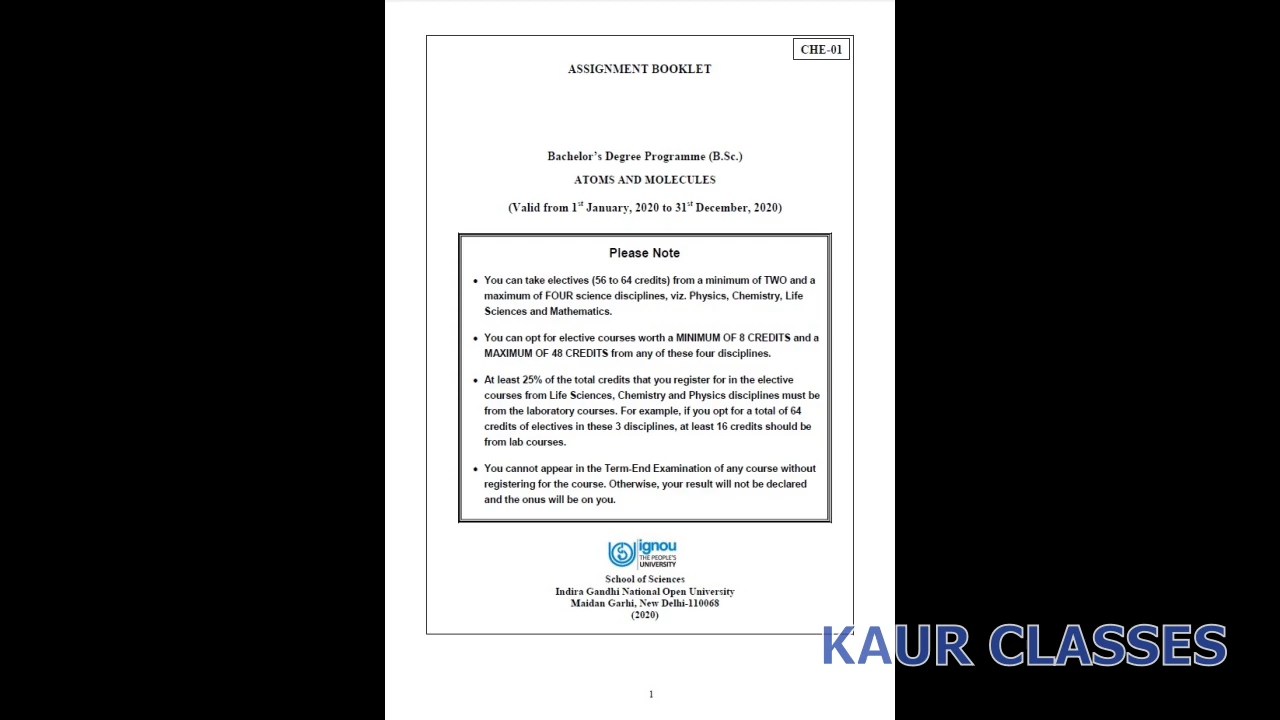 CHE-01
ASSIGNMENT BOOKLET
Bachelor's Degree Programme (B.Sc.)
ATOMS AND MOLECULES
(Valid from 1st January, 2020 to 31st December, 2020)
Please Note
• You can take electives (56 to 64 credits) from a minimum of TWO and a
maximum of FOUR science disciplines, viz. Physics, Chemistry, Life
Sciences and Mathematics.
• You can opt for elective courses worth a MINIMUM OF 8 CREDITS and a
MAXIMUM OF 48 CREDITS from any of these four disciplines.
• At least 25% of the total credits that you register for in the elective
courses from Life Sciences, Chemistry and Physics disciplines must be
from the laboratory courses. For example, if you opt for a total of 64
credits of electives in these 3 disciplines, at least 16 credits should be
from lab courses.
• You cannot appear in the Term-End Examination of any course without
registering for the course. Otherwise, your result will not be declared
and the onus will be on you.
ignou
THE PEOPLE'S
UNIVERSITY
School of Sciences
Indira Gandhi National Open University
Maidan Garhi, New Delhi-110068
(2020)
KAUR CLASSES
1